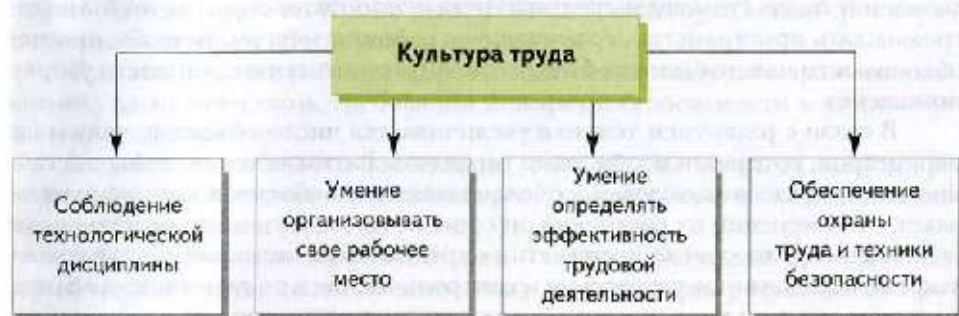 Культура труда
Соблюдение
технологической
дисциплины
Умение
организовывать
свое рабочее
место
Умение
определять
эффективность
трудовой
деятельности
Обеспечение
охраны
труда и техники
безопасности